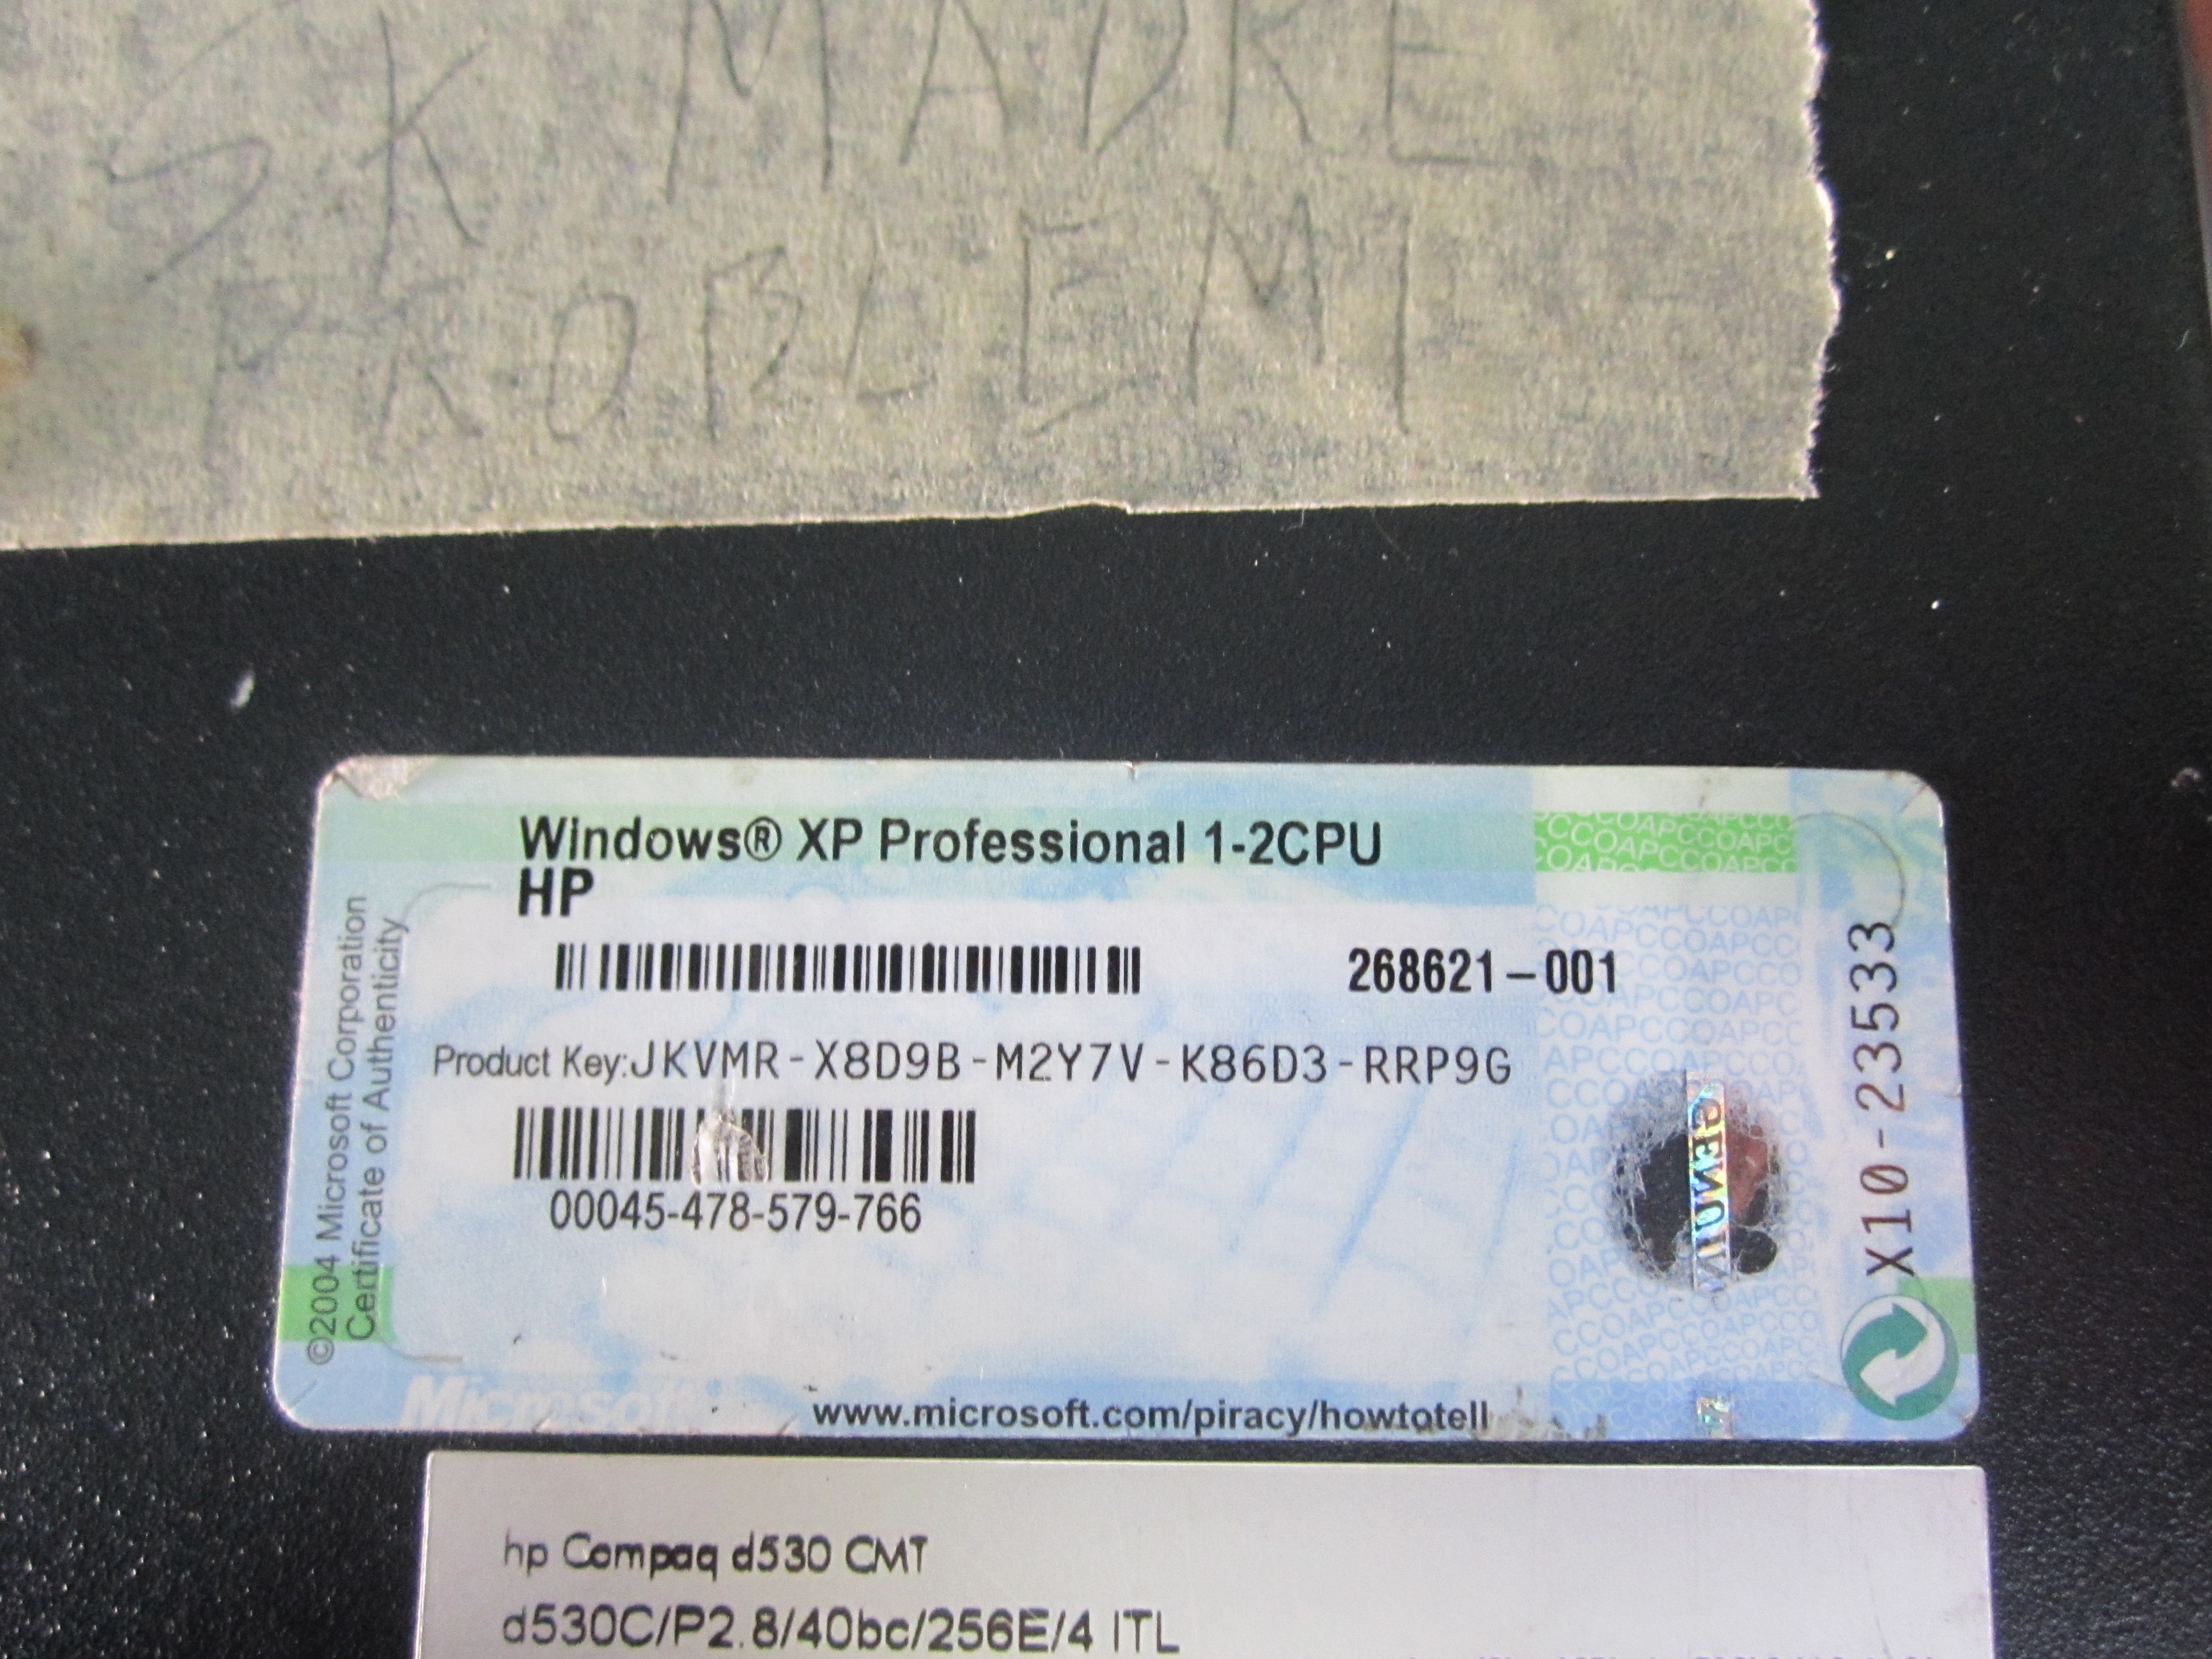 SK MADRE
PROBLEMI
Windows® XP Professional 1-2CPU
HP
268621-001
Product Key:JKVMR-X8D9B-M2Y7V-K86D3-RRP9G
00045-478-579-766
©2004 Microsoft Corporation
Certificate of Authenticity
Microsoft
www.microsoft.com/piracy/howtotell
GENUINE
X10-23533
hp Compaq d530 CMT
d530C/P2.8/40bc/256E/4 ITL